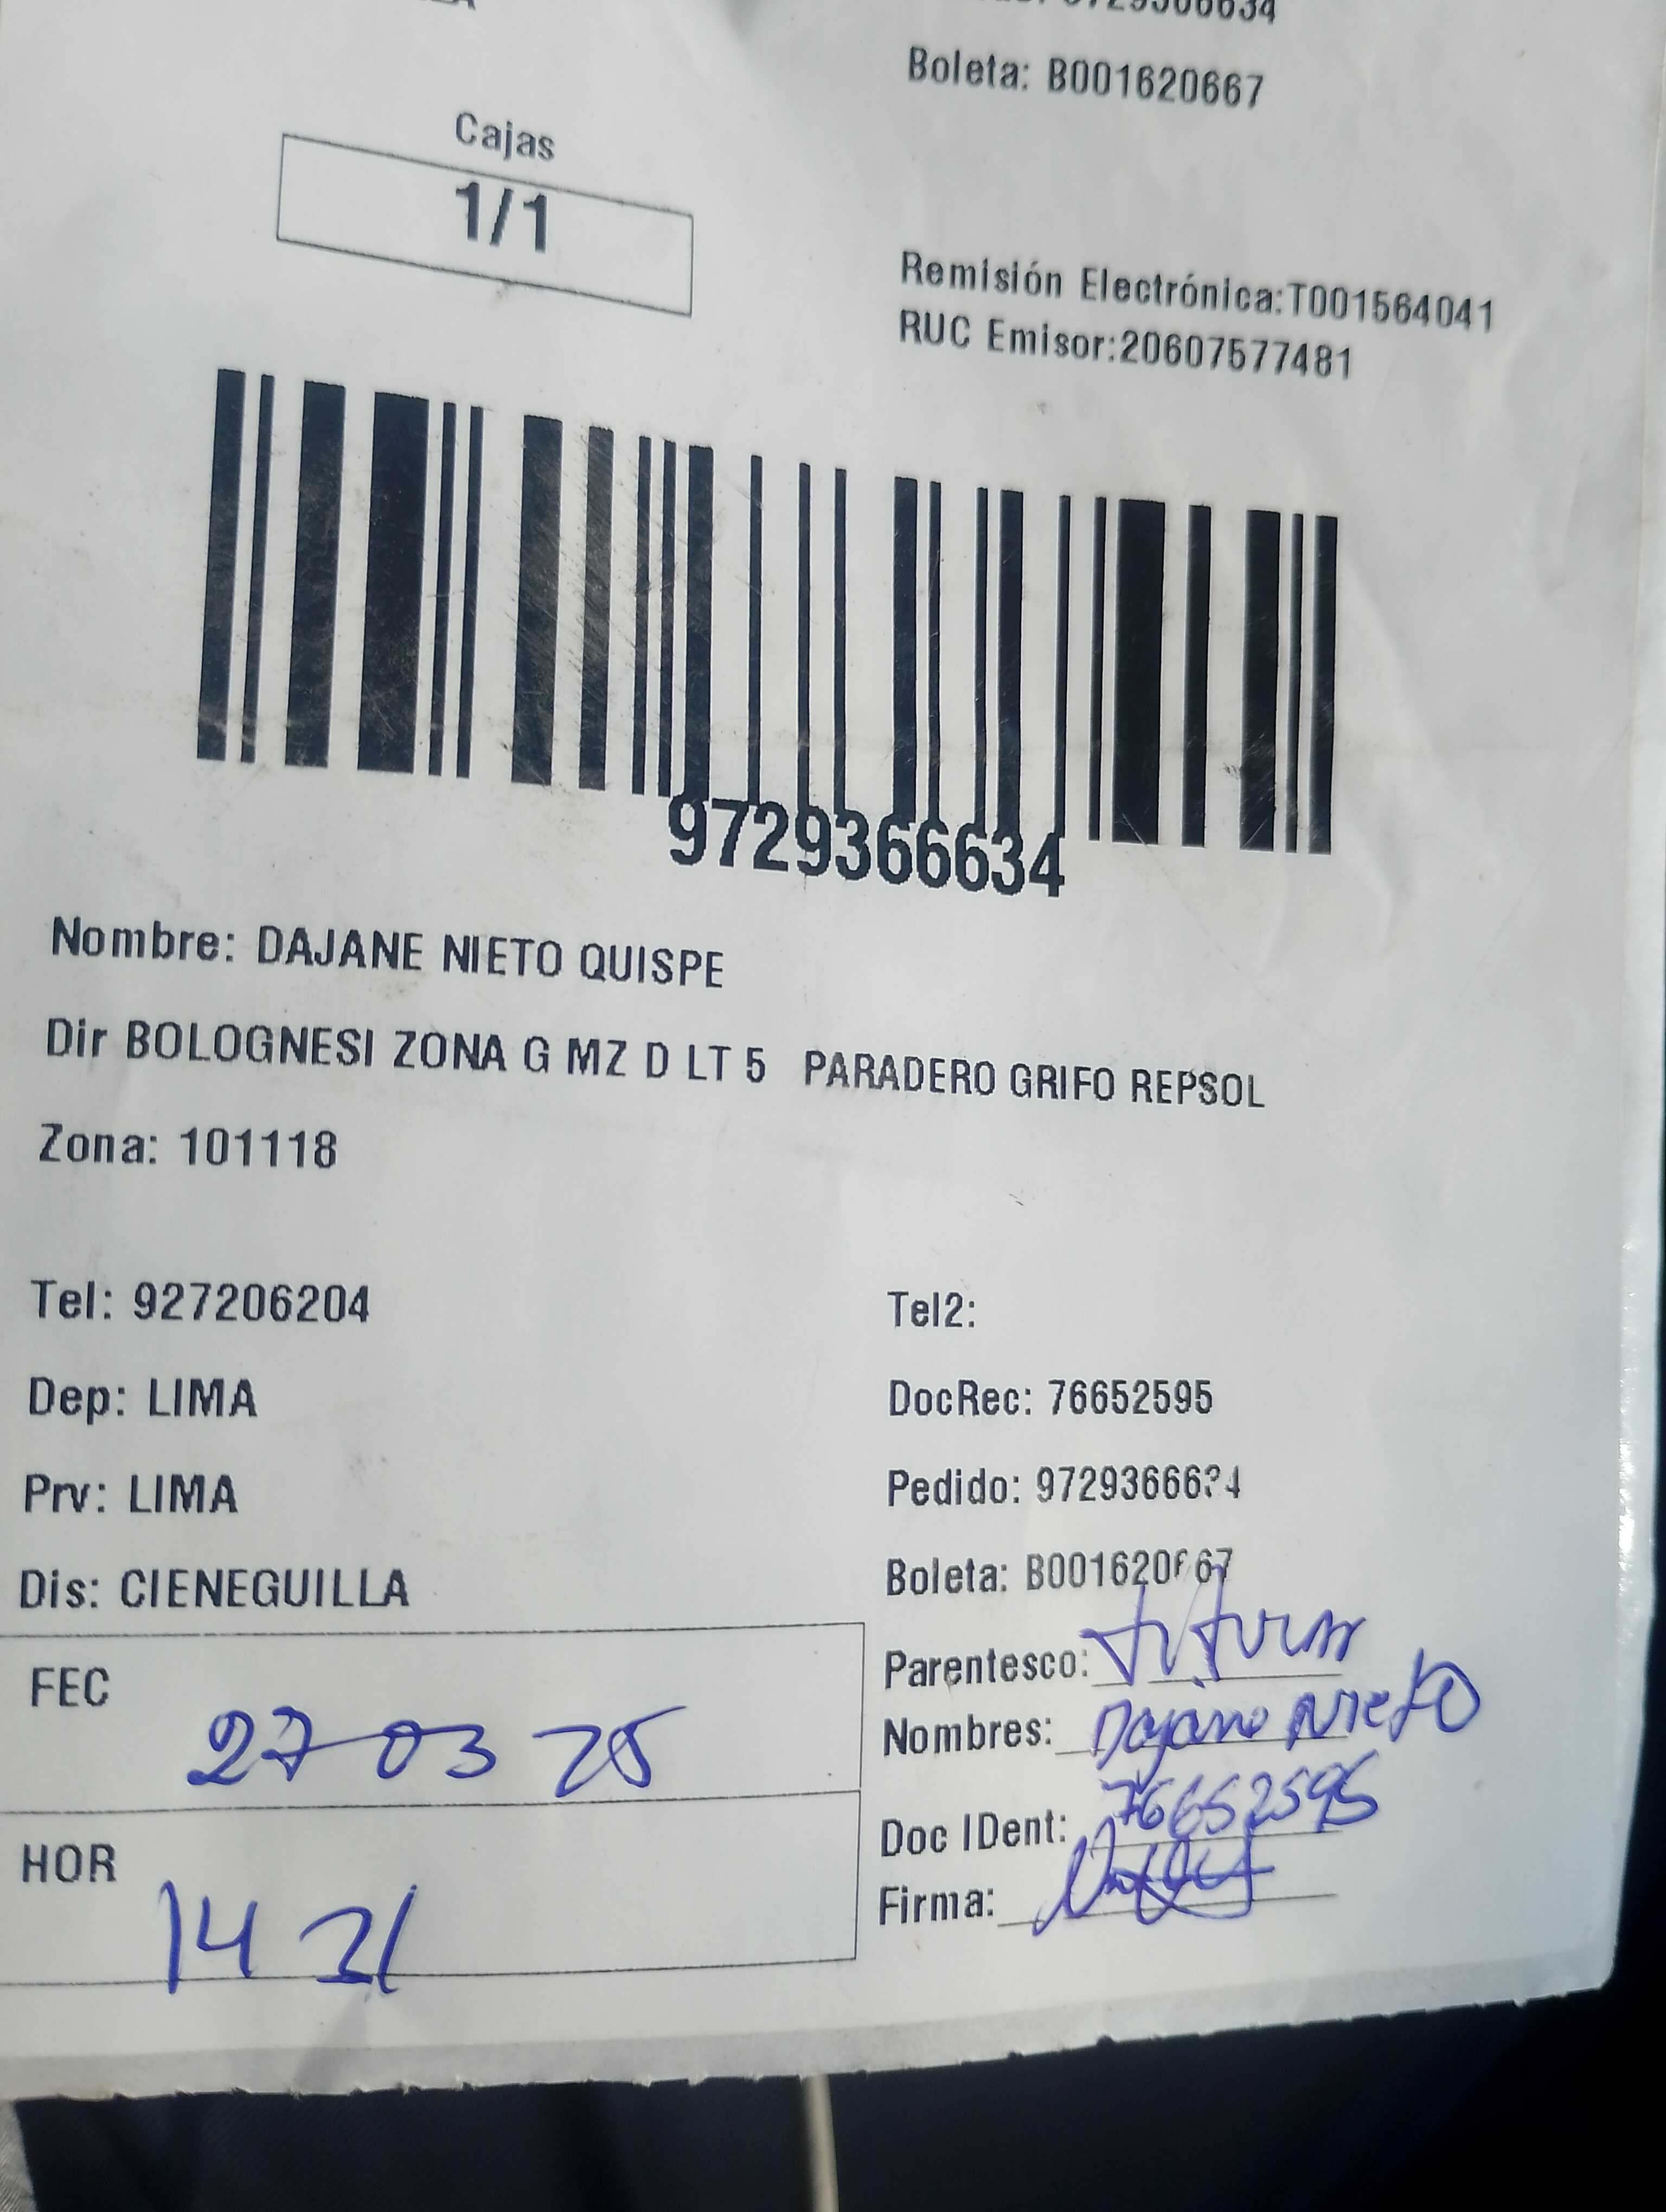 Boleta: B001620667
Cajas
1/1
Remisión Electrónica:T001564041
RUC Emisor:20607577481
9729366634
Nombre: DAJANE NIETO QUISPE
Dir BOLOGNESI ZONA G MZ D LT 5 PARADERO GRIFO REPSOL
Zona: 101118
Tel: 927206204
Tel2:
Dep: LIMA
DocRec: 76652595
Prv: LIMA
Pedido: 9729366634
Dis: CIENEGUILLA
Boleta: B001620667
Parentesco: titular
FEC
27 03 25
Nombres: Dajane Nieto
Doc IDent: 76652595
HOR
14 21
Firma: